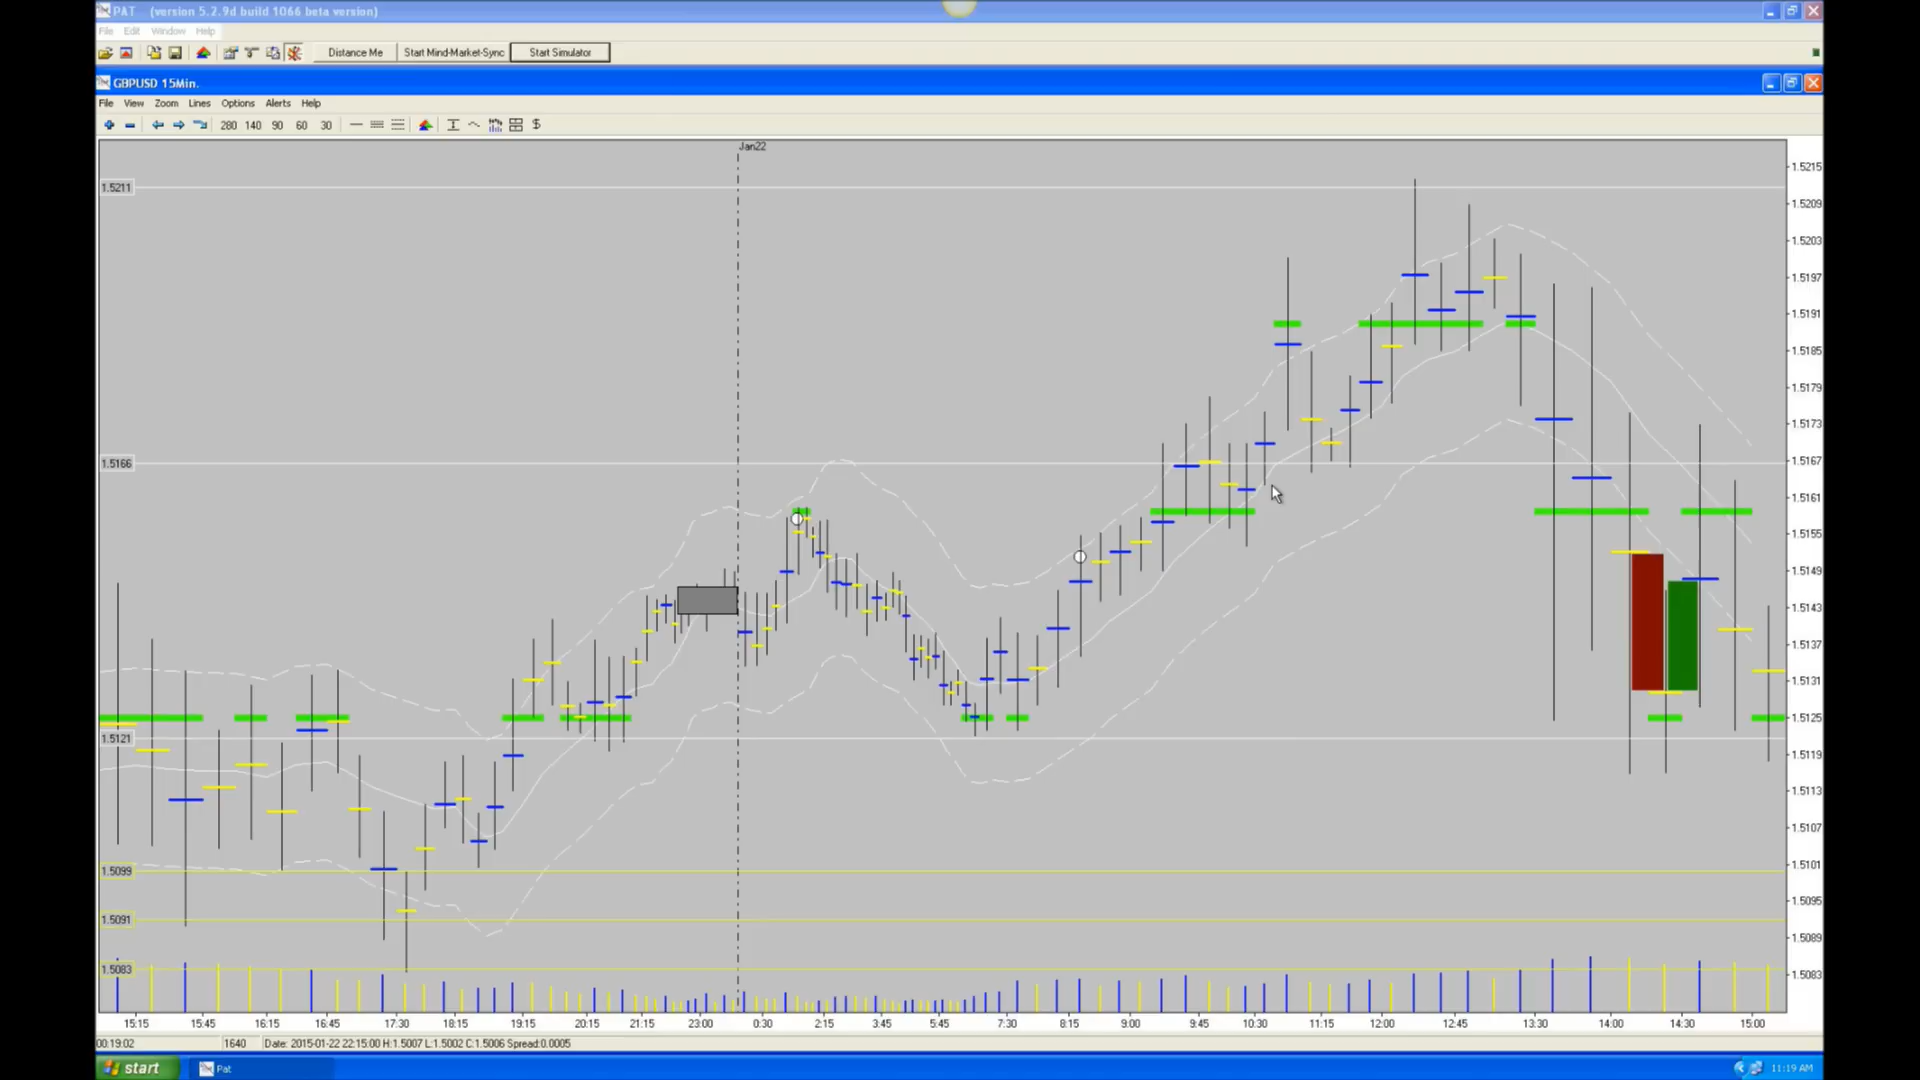 PAT (version 5.2.9d build 1066 beta version)
File Edit Window Help
Distance Me Start Mind-Market-Sync Start Simulator
GBPUSD 15Min.
File View Zoom Lines Options Alerts Help
280 140 90 60 30 $
Jan22
1.5215
1.5211
1.5209
1.5203
1.5197
1.5191
1.5185
1.5179
1.5173
1.5166
1.5167
1.5161
1.5155
1.5149
1.5143
1.5137
1.5131
1.5125
1.5121
1.5119
1.5113
1.5107
1.5099
1.5101
1.5095
1.5091
1.5089
1.5083
1.5083
15:15 15:45 16:15 16:45 17:30 18:15 19:15 20:15 21:15 23:00 0:30 2:15 3:45 5:45 7:30 8:15 9:00 9:45 10:30 11:15 12:00 12:45 13:30 14:00 14:30 15:00
00:19:02 1640 Date: 2015-01-22 22:15:00 H:1.5007 L:1.5002 C:1.5006 Spread:0.0005
start Pat 11:19 AM